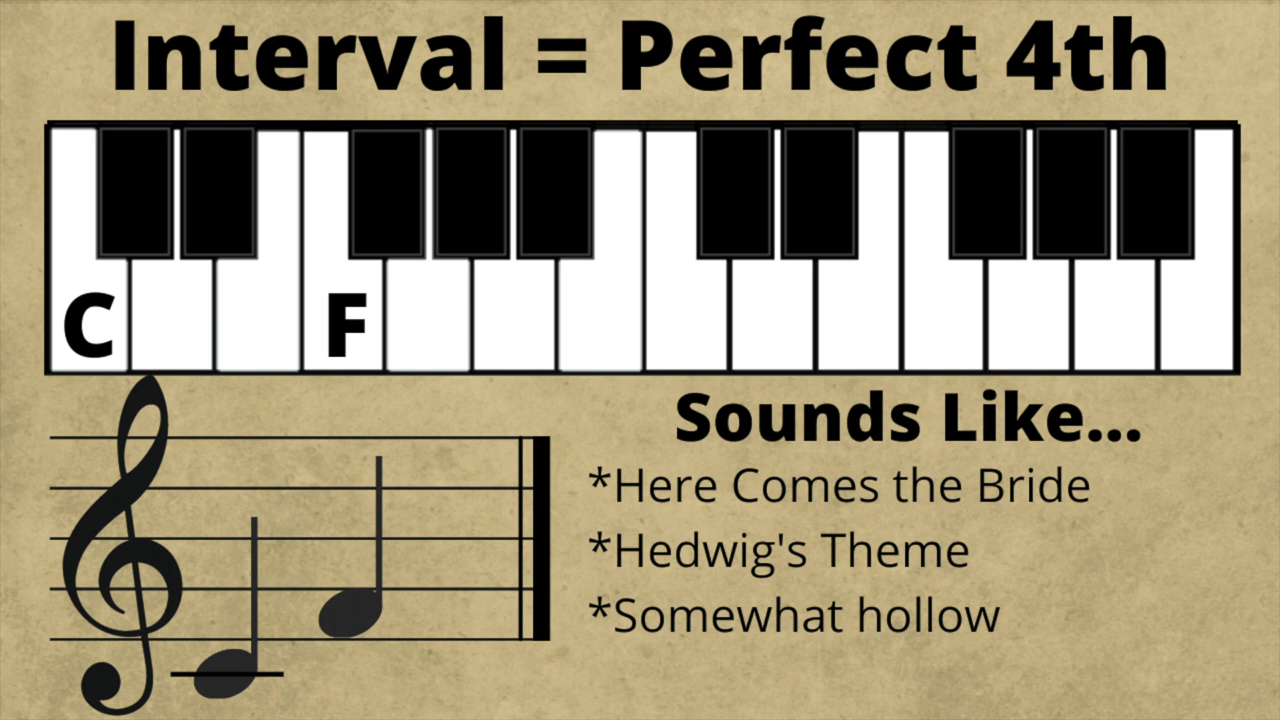 Interval = Perfect 4th
C F
Sounds Like...
*Here Comes the Bride
*Hedwig's Theme
*Somewhat hollow